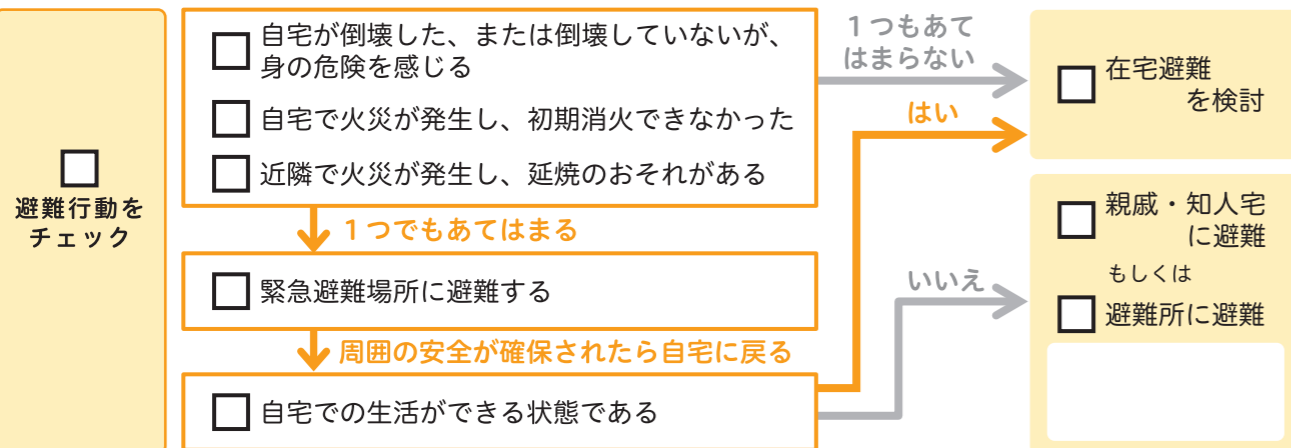 避難行動を
チェック
自宅が倒壊した、または倒壊していないが、
身の危険を感じる
自宅で火災が発生し、初期消火できなかった
近隣で火災が発生し、延焼のおそれがある
１つもあて
はまらない
はい
在宅避難
を検討
１つでもあてはまる
緊急避難場所に避難する
周囲の安全が確保されたら自宅に戻る
自宅での生活ができる状態である
いいえ
親戚・知人宅
に避難
もしくは
避難所に避難